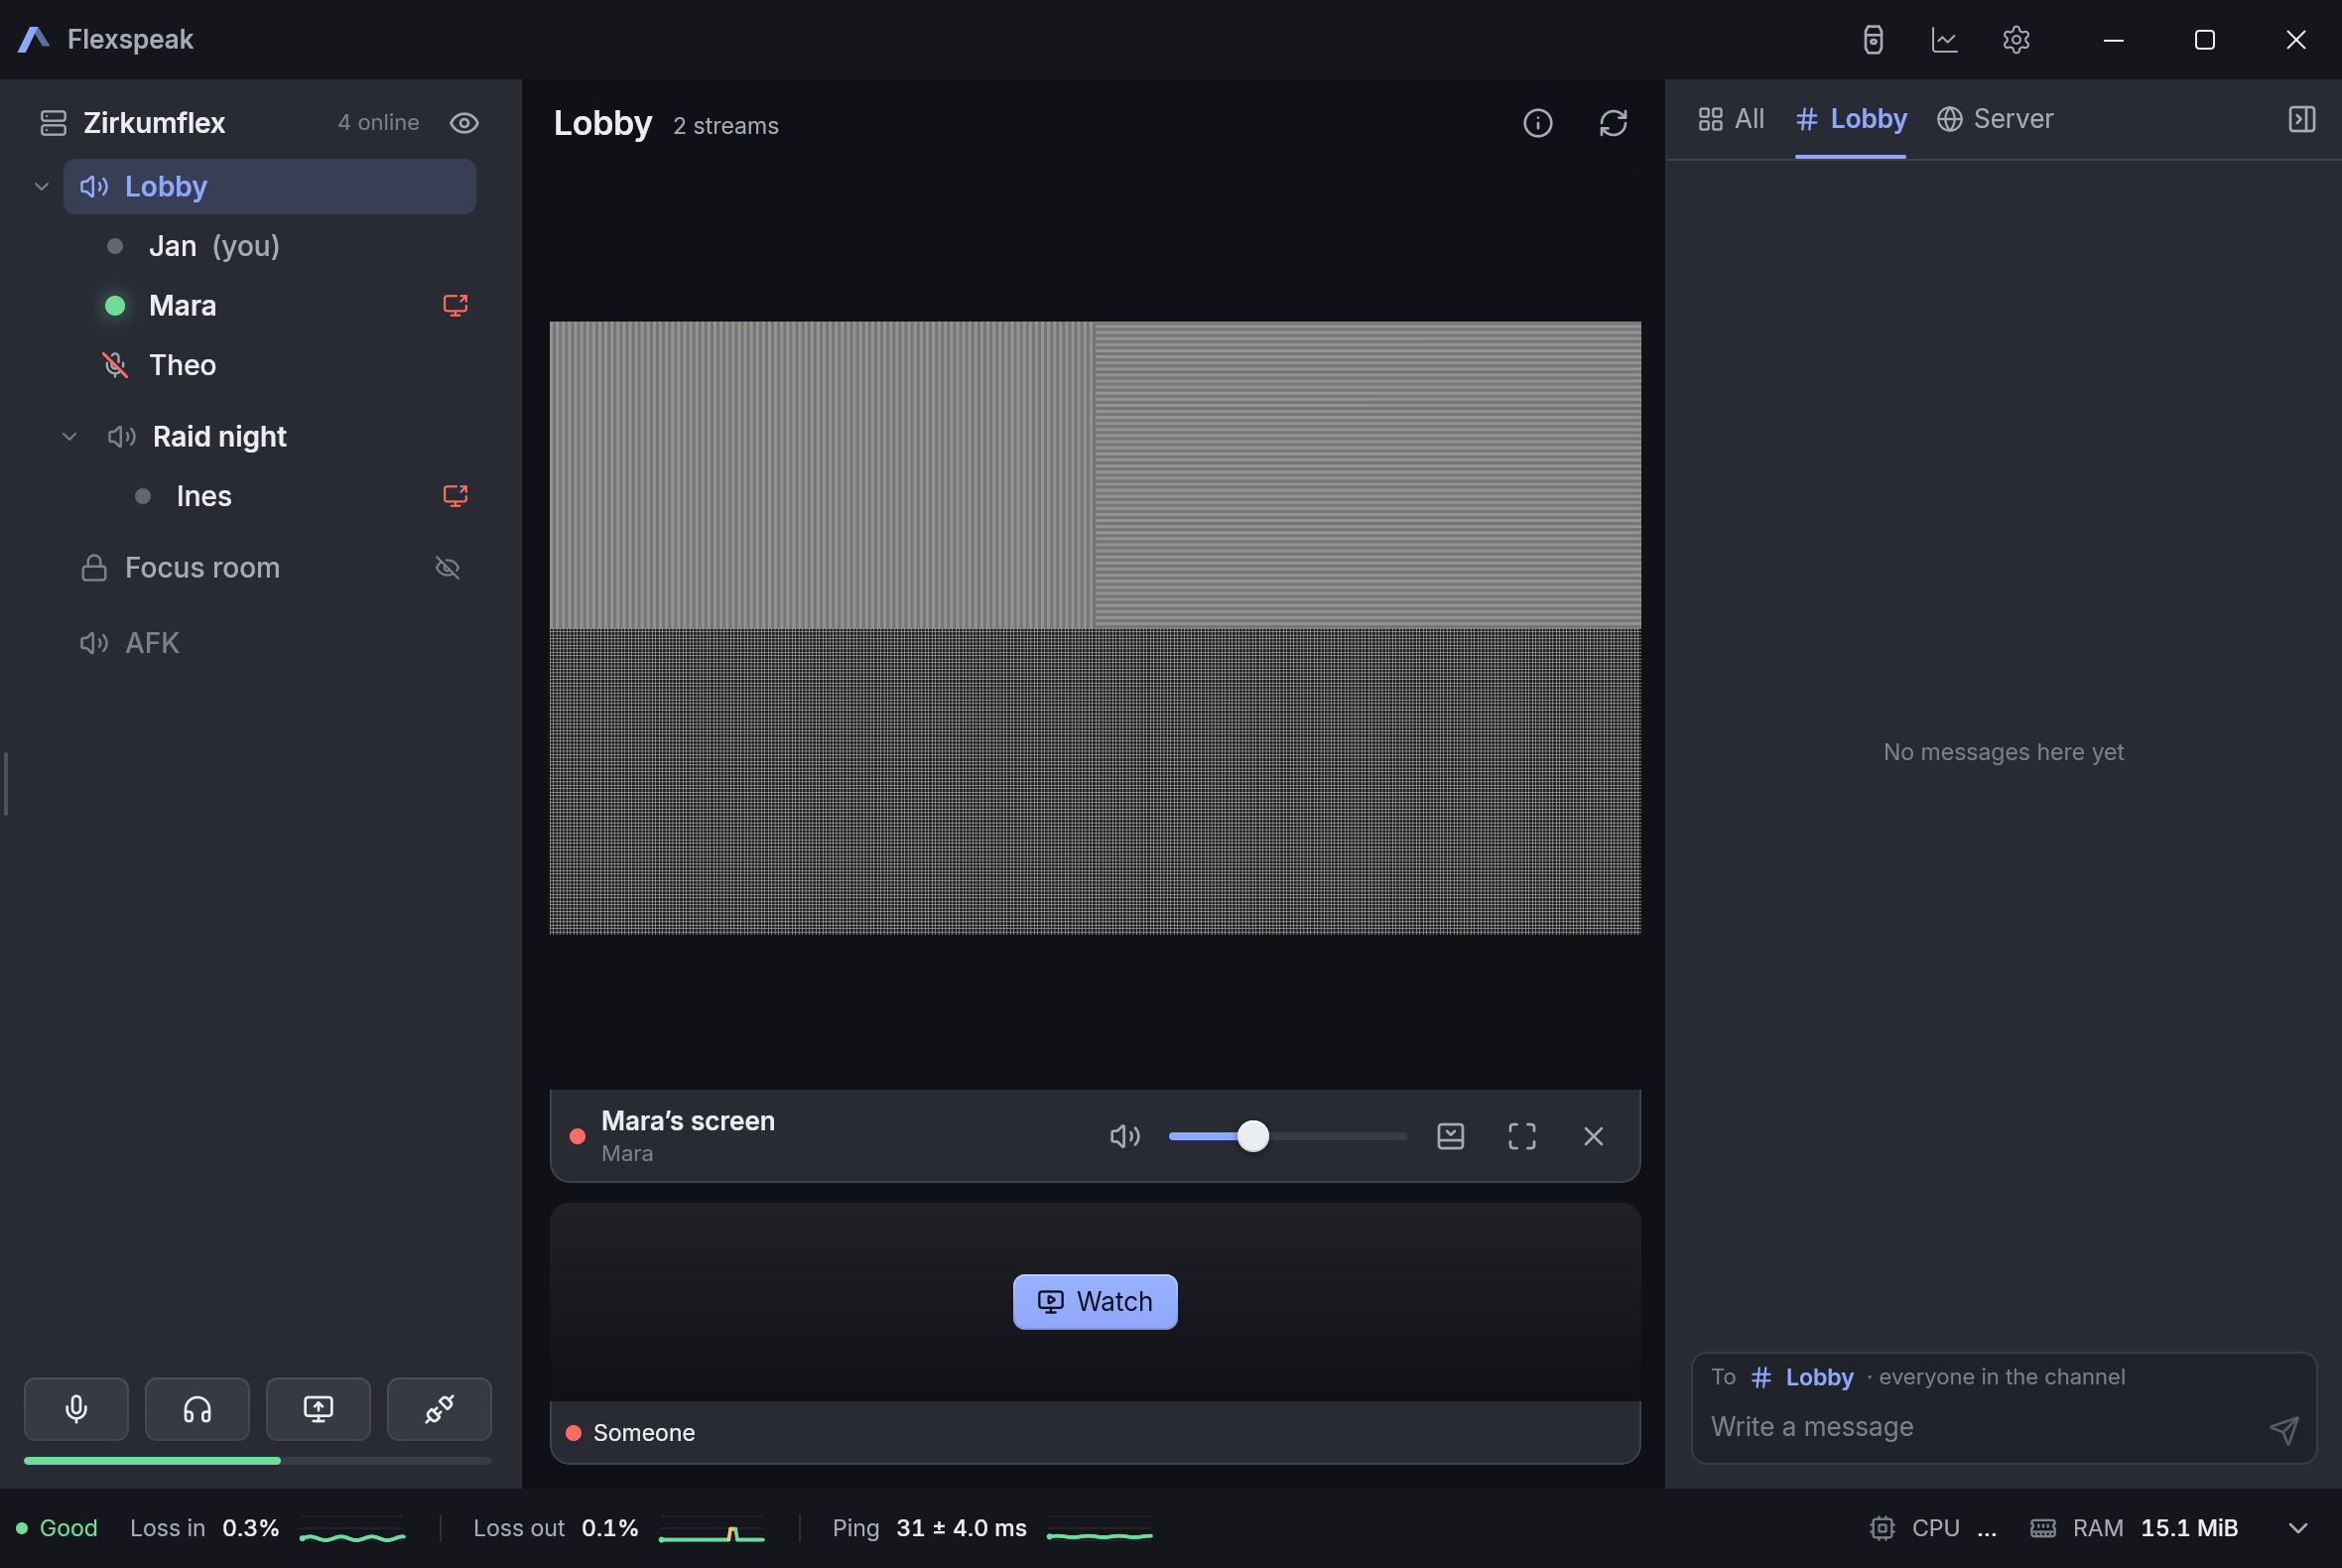 Flexspeak
Zirkumflex 4 online
Lobby
Jan (you)
Mara
Theo
Raid night
Ines
Focus room
AFK
Lobby 2 streams
Mara’s screen
Mara
Watch
Someone
All Lobby Server
No messages here yet
To # Lobby · everyone in the channel
Write a message
Good Loss in 0.3% Loss out 0.1% Ping 31 ± 4.0 ms CPU ... RAM 15.1 MiB